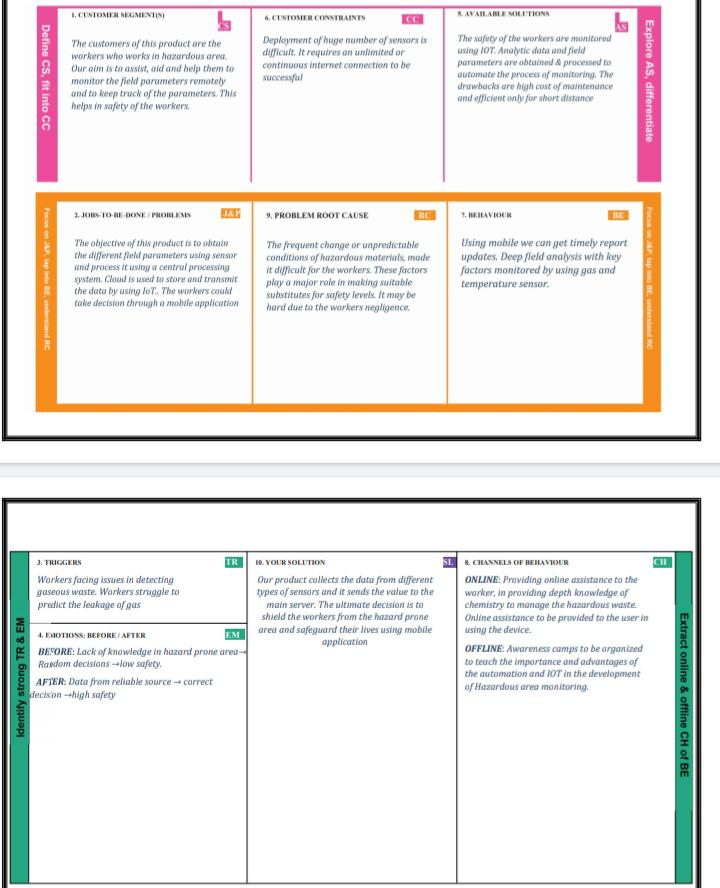 Define CS, fit into CC
1. CUSTOMER SEGMENT(S)
CS
The customers of this product are the
workers who works in hazardous area.
Our aim is to assist, aid and help them to
monitor the field parameters remotely
and to keep track of the parameters. This
helps in safety of the workers.
6. CUSTOMER CONSTRAINTS
CC
Deployment of huge number of sensors is
difficult. It requires an unlimited or
continuous internet connection to be
successful
5. AVAILABLE SOLUTIONS
AS
The safety of the workers are monitored
using IOT. Analytic data and field
parameters are obtained & processed to
automate the process of monitoring. The
drawbacks are high cost of maintenance
and efficient only for short distance
Explore AS, differentiate
Focus on J&P, tap into BE, understand RC
2. JOBS-TO-BE-DONE / PROBLEMS
J&P
The objective of this product is to obtain
the different field parameters using sensor
and process it using a central processing
system. Cloud is used to store and transmit
the data by using IoT.. The workers could
take decision through a mobile application
9. PROBLEM ROOT CAUSE
RC
The frequent change or unpredictable
conditions of hazardous materials, made
it difficult for the workers. These factors
play a major role in making suitable
substitutes for safety levels. It may be
hard due to the workers negligence.
7. BEHAVIOUR
BE
Using mobile we can get timely report
updates. Deep field analysis with key
factors monitored by using gas and
temperature sensor.
Focus on J&P, tap into BE, understand RC
Identify strong TR & EM
3. TRIGGERS
TR
Workers facing issues in detecting
gaseous waste. Workers struggle to
predict the leakage of gas
4. EMOTIONS: BEFORE / AFTER
EM
BEFORE: Lack of knowledge in hazard prone area→
Random decisions →low safety.
AFTER: Data from reliable source → correct
decision →high safety
10. YOUR SOLUTION
SL
Our product collects the data from different
types of sensors and it sends the value to the
main server. The ultimate decision is to
shield the workers from the hazard prone
area and safeguard their lives using mobile
application
8. CHANNELS OF BEHAVIOUR
CH
ONLINE: Providing online assistance to the
worker, in providing depth knowledge of
chemistry to manage the hazardous waste.
Online assistance to be provided to the user in
using the device.
OFFLINE: Awareness camps to be organized
to teach the importance and advantages of
the automation and IOT in the development
of Hazardous area monitoring.
Extract online & offline CH of BE